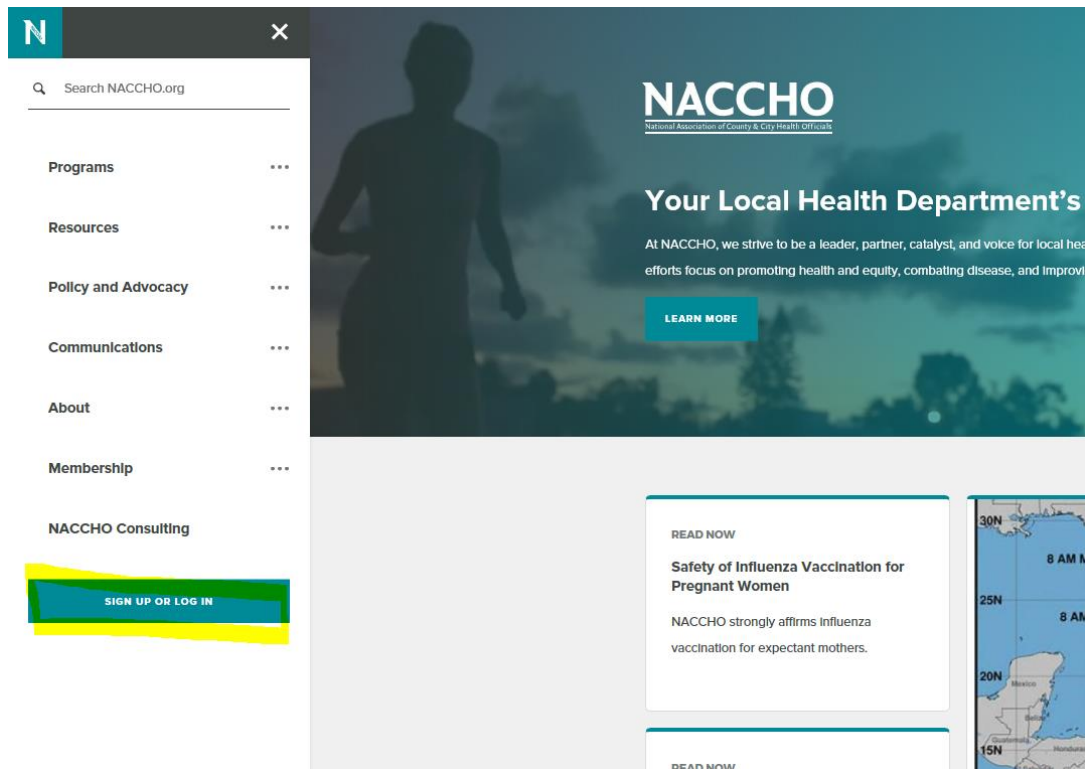 N
Search NACCHO.org
Programs
Resources
Policy and Advocacy
Communications
About
Membership
NACCHO Consulting
SIGN UP OR LOG IN
NACCHO
National Association of County & City Health Officials
Your Local Health Department's
At NACCHO, we strive to be a leader, partner, catalyst, and voice for local hea
efforts focus on promoting health and equity, combating disease, and improvi
LEARN MORE
READ NOW
Safety of Influenza Vaccination for
Pregnant Women
NACCHO strongly affirms influenza
vaccination for expectant mothers.
READ NOW
30N
8 AM M
25N
8 AM
20N
Mexico
Belize
Guatemala
15N
Honduras